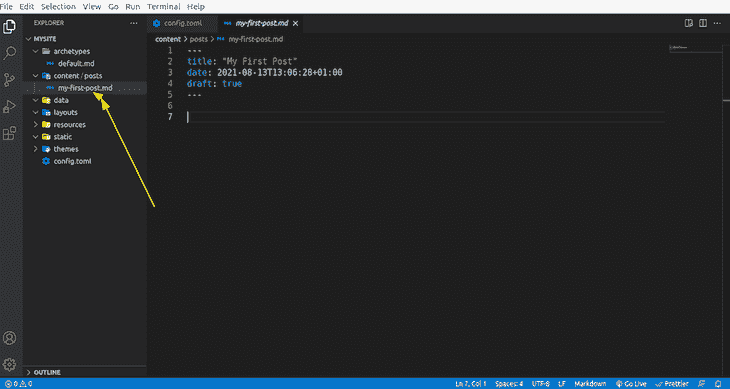 File Edit Selection View Go Run Terminal Help
EXPLORER
MYSITE
archetypes
default.md
content / posts
my-first-post.md
data
layouts
resources
static
themes
config.toml
OUTLINE
config.toml my-first-post.md
content > posts > my-first-post.md
1 ---
2 title: "My First Post"
3 date: 2021-08-13T13:06:28+01:00
4 draft: true
5 ---
6
7
0 0 Ln 7, Col 1 Spaces: 4 UTF-8 LF Markdown Go Live Prettier